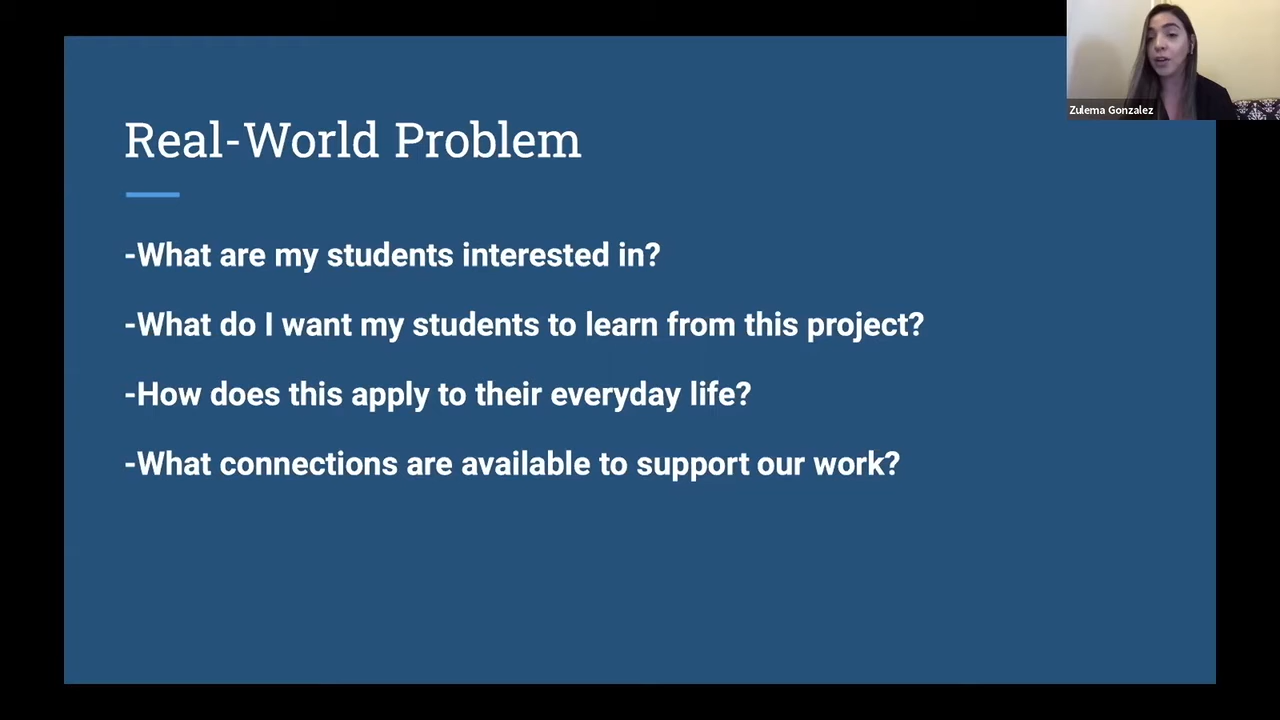 Real-World Problem
-What are my students interested in?
-What do I want my students to learn from this project?
-How does this apply to their everyday life?
-What connections are available to support our work?
Zulema Gonzalez